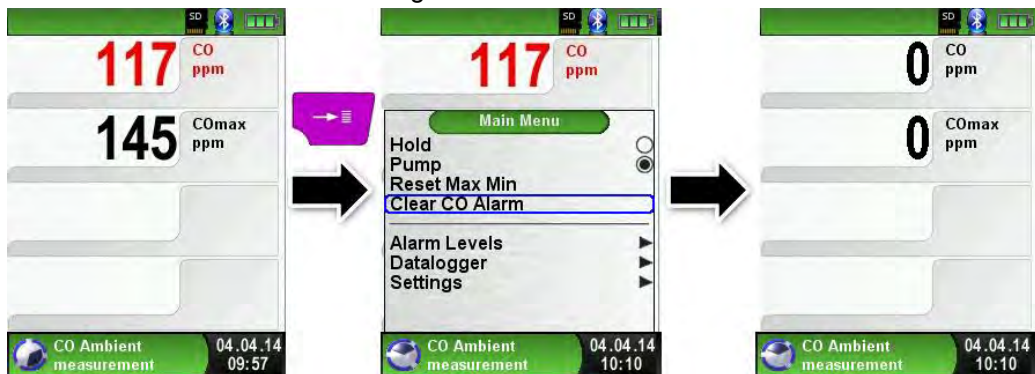 SD
117 CO
ppm
145 COmax
ppm
CO Ambient 04.04.14
measurement 09:57
SD
117 CO
ppm
Main Menu
Hold
Pump
Reset Max Min
Clear CO Alarm
Alarm Levels
Datalogger
Settings
CO Ambient 04.04.14
measurement 10:10
SD
0 CO
ppm
0 COmax
ppm
CO Ambient 04.04.14
measurement 10:10